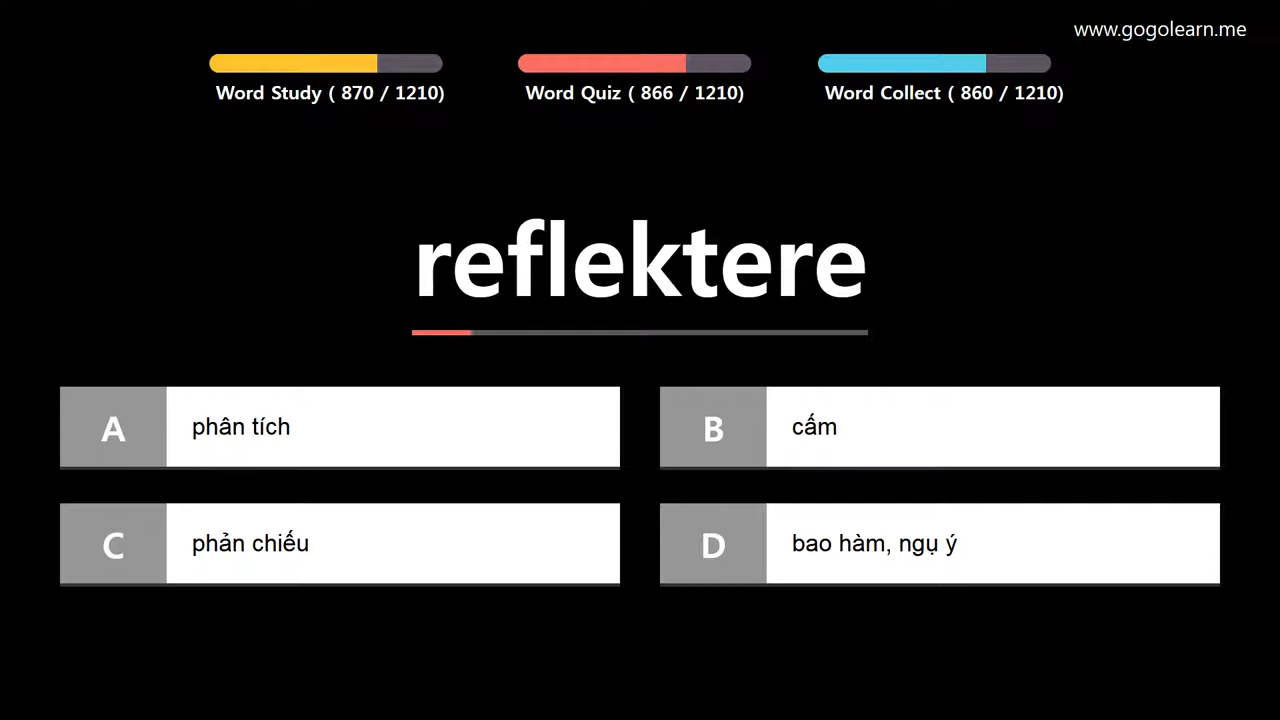 www.gogolearn.me
Word Study ( 870 / 1210)
Word Quiz ( 866 / 1210)
Word Collect ( 860 / 1210)
reflektere
A
phân tích
B
cấm
C
phản chiếu
D
bao hàm, ngụ ý